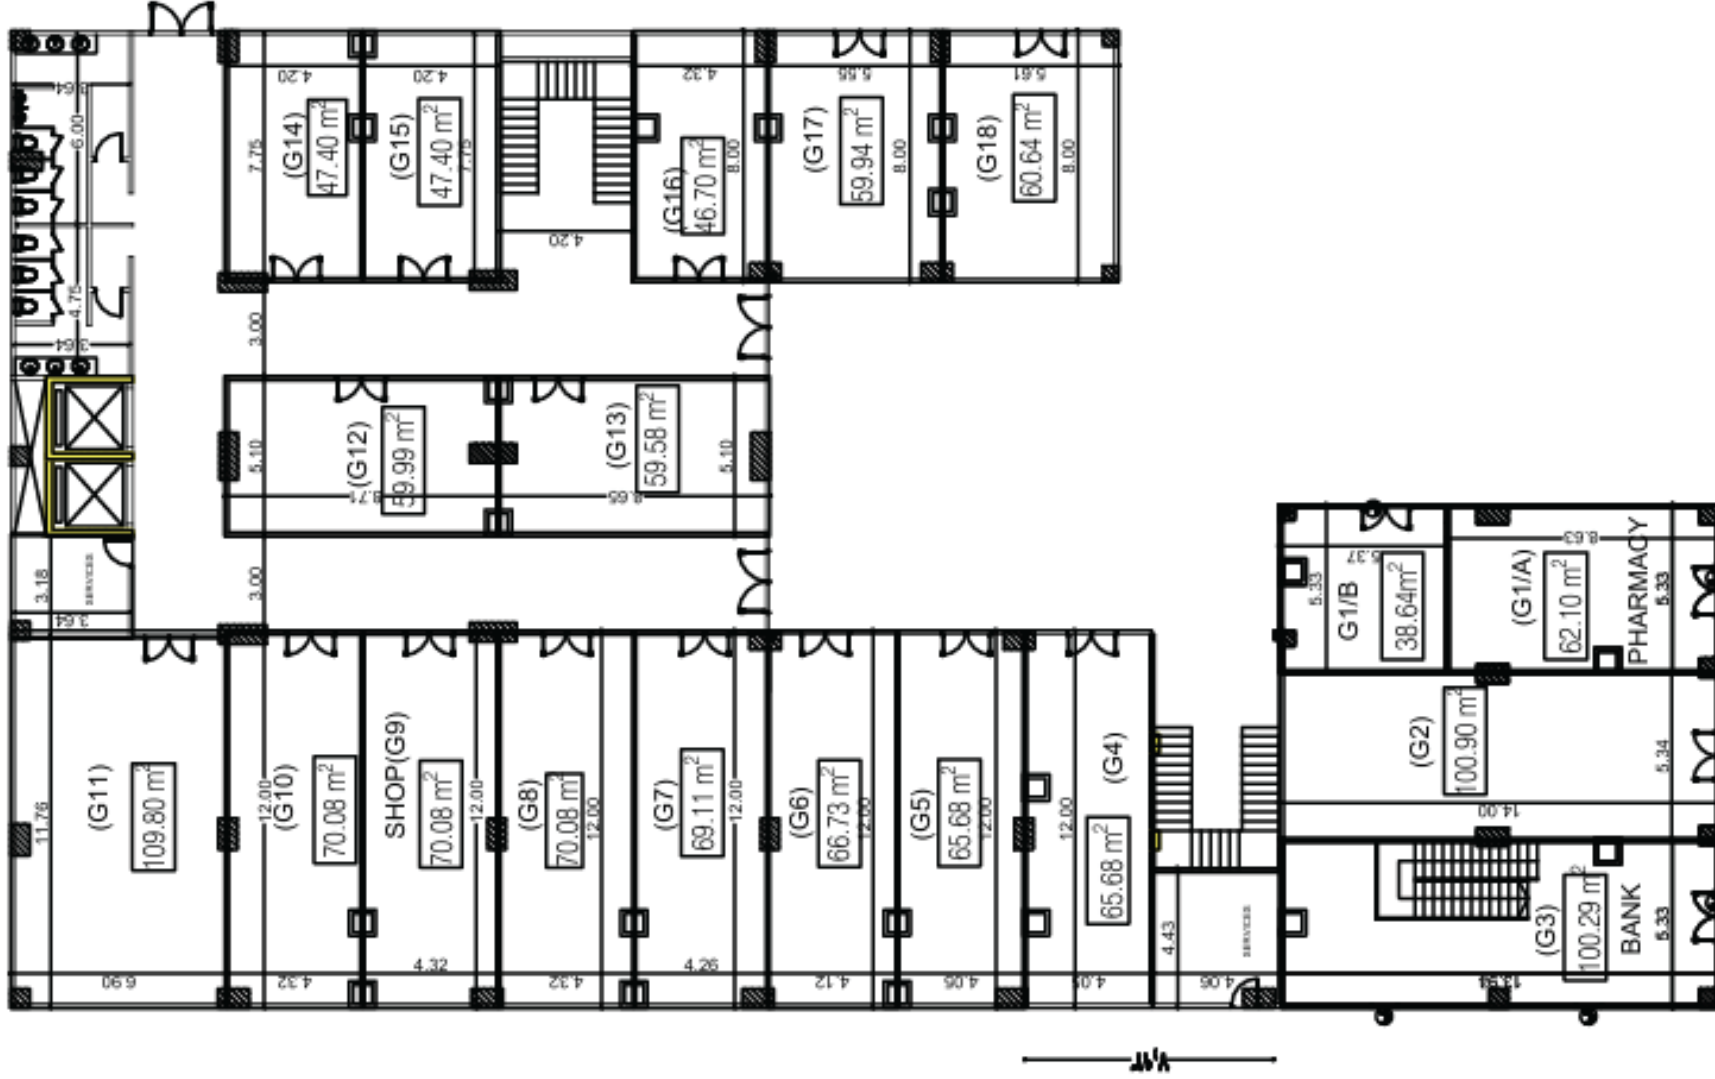 3.64
6.00
4.75
3.64
3.18
SERVICES
3.64
4.20
7.75
(G14)
47.40 m²
4.20
(G15)
47.40 m²
7.75
4.20
4.32
(G16)
46.70 m²
8.00
5.55
(G17)
59.94 m²
8.00
5.61
(G18)
60.64 m²
8.00
3.00
5.10
(G12)
59.99 m²
8.71
(G13)
59.58 m²
8.65
5.10
3.00
11.76
(G11)
109.80 m²
6.90
12.00
(G10)
70.08 m²
4.32
SHOP(G9)
70.08 m²
12.00
4.32
(G8)
70.08 m²
12.00
4.32
(G7)
69.11 m²
12.00
4.26
(G6)
66.73 m²
12.00
4.12
(G5)
65.68 m²
12.00
4.05
12.00
(G4)
65.68 m²
4.05
4.43
SERVICES
4.06
5.33
5.37
G1/B
38.64m²
8.63
(G1/A)
62.10 m²
PHARMACY
5.33
(G2)
100.90 m²
5.34
14.00
(G3)
100.29 m²
BANK
5.33